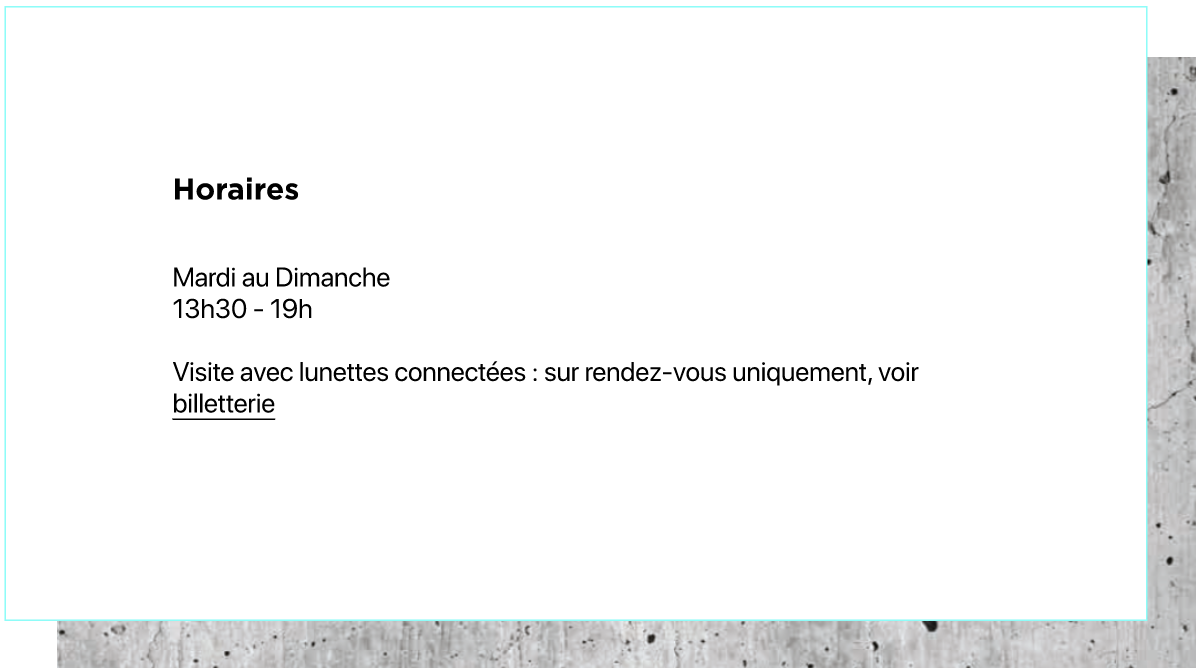 Horaires
Mardi au Dimanche
13h30 - 19h
Visite avec lunettes connectées : sur rendez-vous uniquement, voir
billetterie